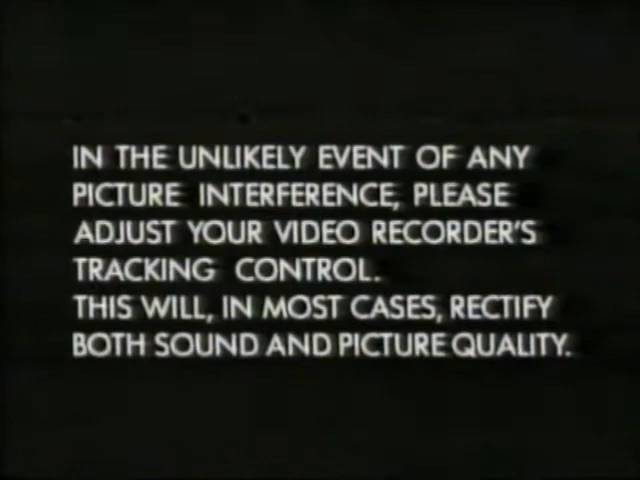 IN THE UNLIKELY EVENT OF ANY
PICTURE INTERFERENCE, PLEASE
ADJUST YOUR VIDEO RECORDER'S
TRACKING CONTROL.
THIS WILL, IN MOST CASES, RECTIFY
BOTH SOUND AND PICTURE QUALITY.